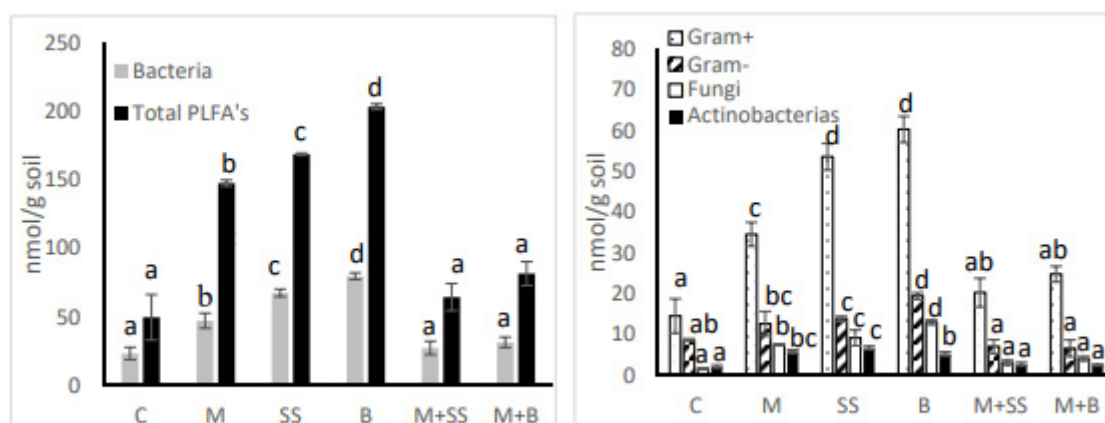 250
200
150
100
50
0
nmol/g soil
Bacteria
Total PLFA's
a
a
b
b
c
c
d
d
a
a
a
a
C M SS B M+SS M+B
80
70
60
50
40
30
20
10
0
nmol/g soil
Gram+
Gram-
Fungi
Actinobacterias
a
ab
a
a
c
bc
b
bc
d
c
c
c
d
d
d
b
ab
a
a
a
ab
a
a
a
C M SS B M+SS M+B